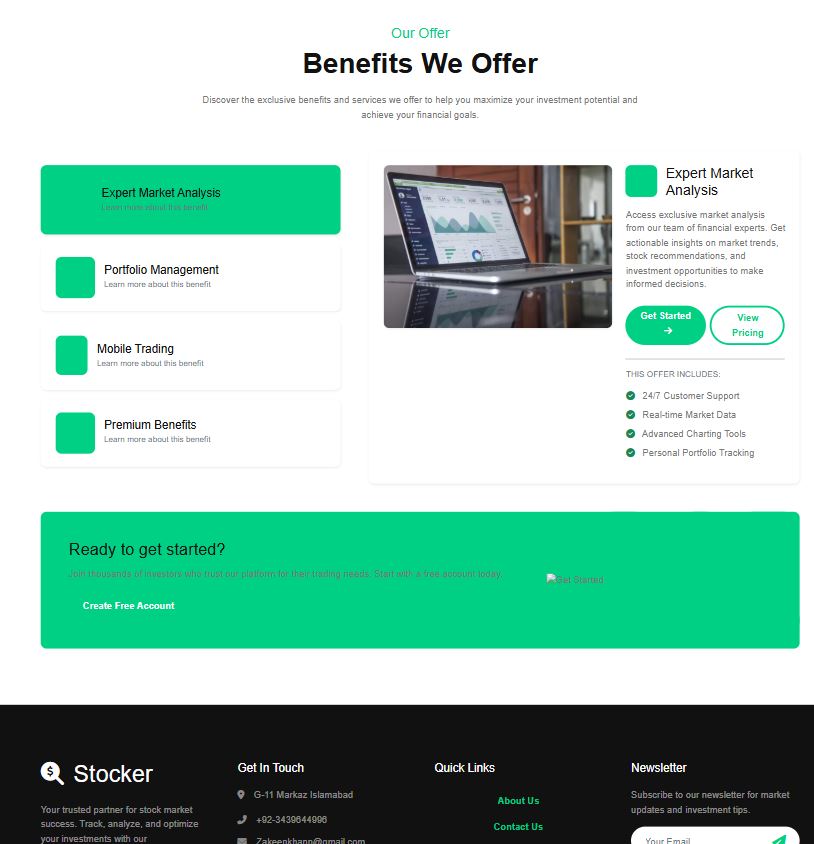 Our Offer
Benefits We Offer
Discover the exclusive benefits and services we offer to help you maximize your investment potential and
achieve your financial goals.
Expert Market Analysis
Learn more about this benefit
Portfolio Management
Learn more about this benefit
Mobile Trading
Learn more about this benefit
Premium Benefits
Learn more about this benefit
Expert Market
Analysis
Access exclusive market analysis
from our team of financial experts. Get
actionable insights on market trends,
stock recommendations, and
investment opportunities to make
informed decisions.
Get Started
View
Pricing
THIS OFFER INCLUDES:
24/7 Customer Support
Real-time Market Data
Advanced Charting Tools
Personal Portfolio Tracking
Ready to get started?
Join thousands of investors who trust our platform for their trading needs. Start with a free account today.
Get Started
Create Free Account
Stocker
Your trusted partner for stock market
success. Track, analyze, and optimize
your investments with our
Get In Touch
G-11 Markaz Islamabad
+92-3439644996
Zakeenkhann@gmail.com
Quick Links
About Us
Contact Us
Newsletter
Subscribe to our newsletter for market
updates and investment tips.
Your Email